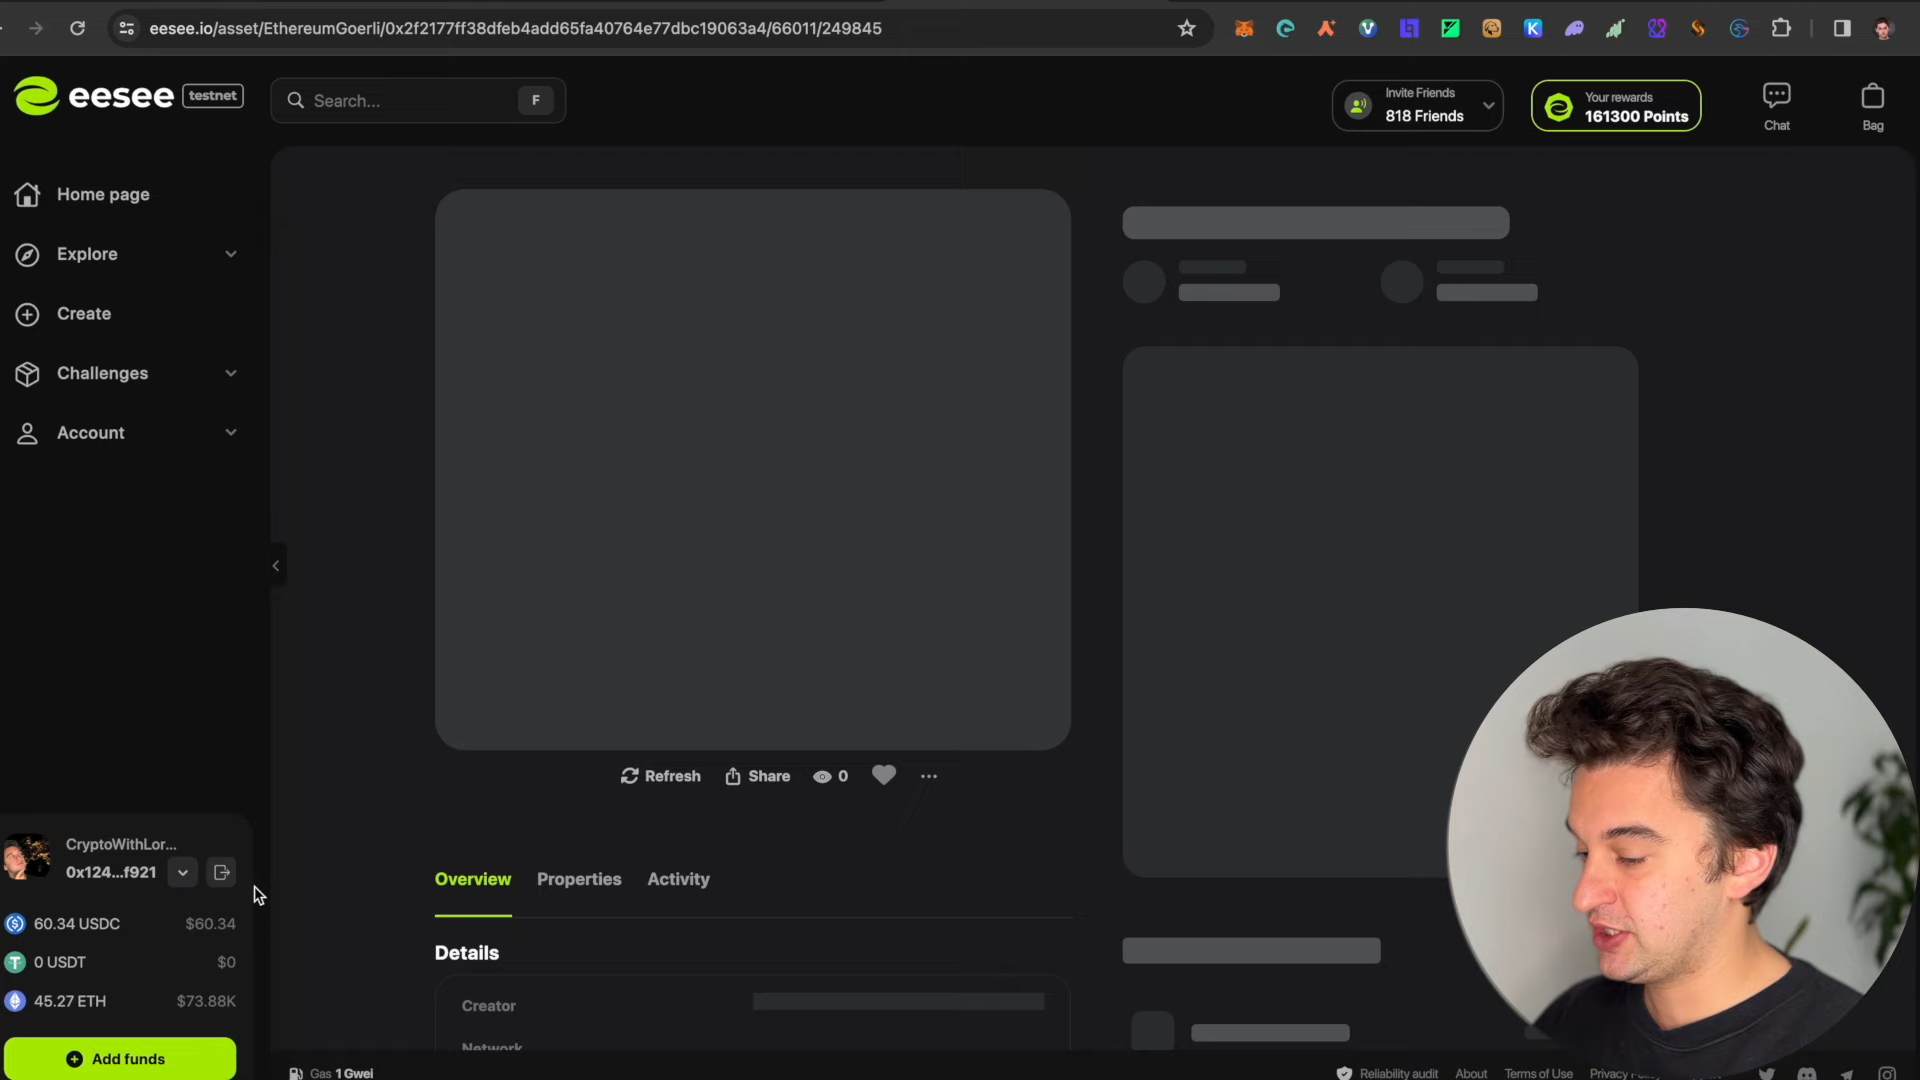 eesee.io/asset/EthereumGoerli/0x2f2177ff38dfeb4add65fa40764e77dbc19063a4/66011/249845
eesee testnet
Search...
F
Invite Friends
818 Friends
Your rewards
161300 Points
Chat
Bag
Home page
Explore
Create
Challenges
Account
Refresh
Share
0
Overview
Properties
Activity
Details
Creator
Network
CryptoWithLor...
0x124...f921
60.34 USDC
$60.34
0 USDT
$0
45.27 ETH
$73.88K
Add funds
Gas 1 Gwei
Reliability audit
About
Terms of Use